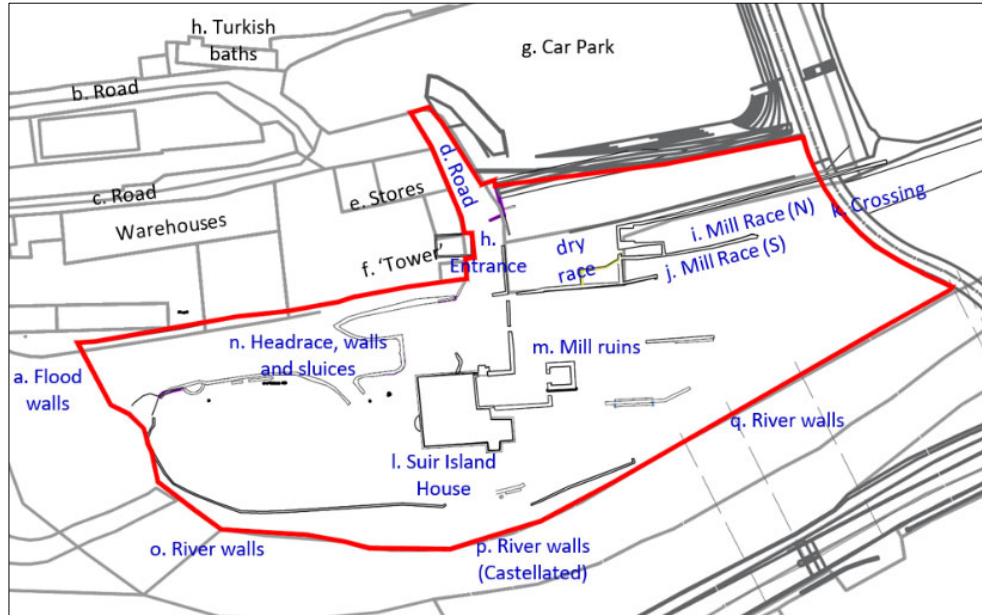 h. Turkish
baths
g. Car Park
b. Road
d. Road
c. Road
e. Stores
Warehouses
f. 'Tower'
h.
Entrance
dry
race
i. Mill Race (N)
j. Mill Race (S)
k. Crossing
n. Headrace, walls
and sluices
m. Mill ruins
a. Flood
walls
q. River walls
l. Suir Island
House
o. River walls
p. River walls
(Castellated)